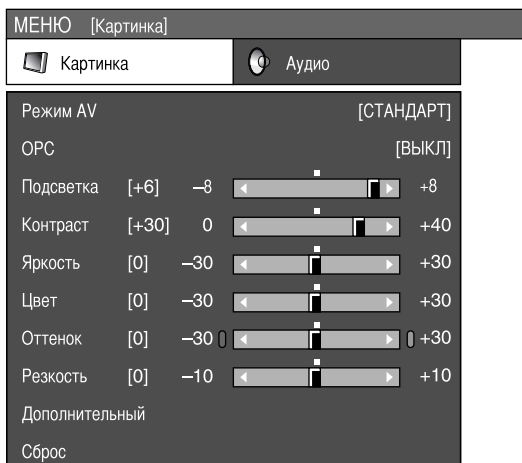 МЕНЮ [Картинка]
Картинка Аудио
Режим AV [СТАНДАРТ]
OPC [ВЫКЛ]
Подсветка [+6] –8 +8
Контраст [+30] 0 +40
Яркость [0] –30 +30
Цвет [0] –30 +30
Оттенок [0] –30 +30
Резкость [0] –10 +10
Дополнительный
Сброс